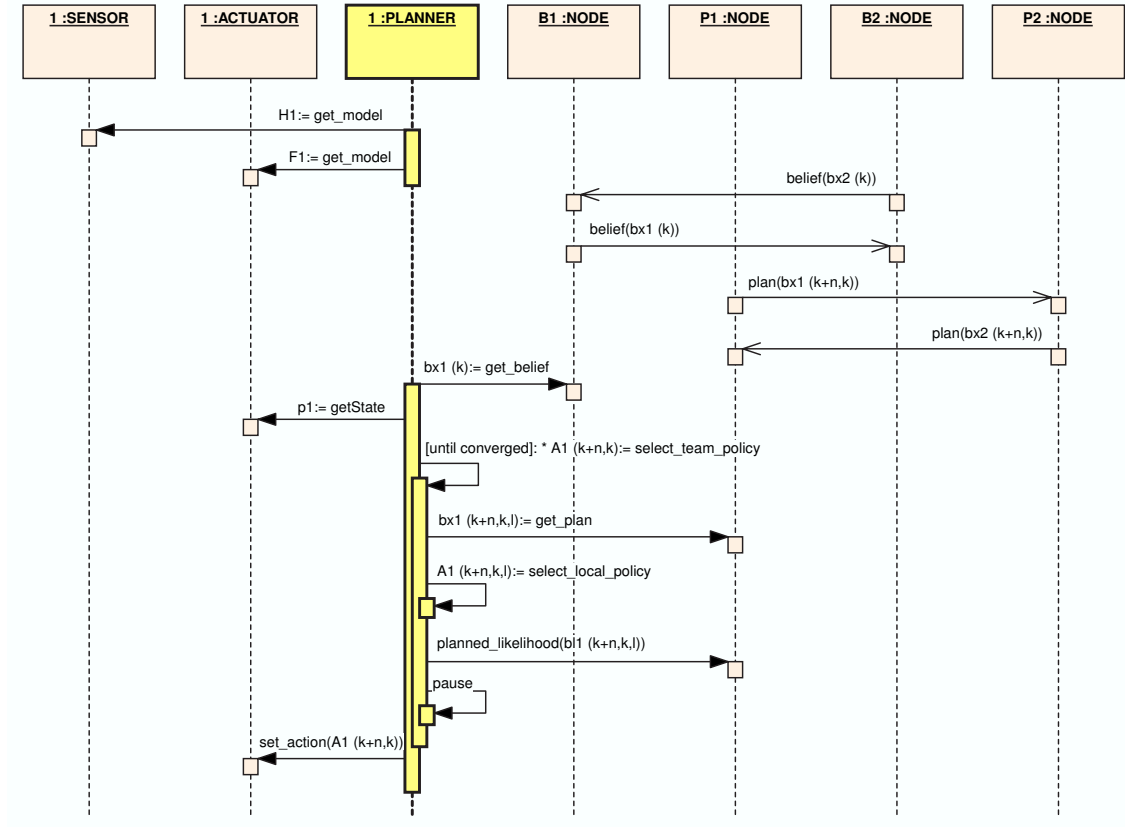 1 :SENSOR
1 :ACTUATOR
1 :PLANNER
B1 :NODE
P1 :NODE
B2 :NODE
P2 :NODE
H1:= get_model
F1:= get_model
belief(bx2 (k))
belief(bx1 (k))
plan(bx1 (k+n,k))
plan(bx2 (k+n,k))
bx1 (k):= get_belief
p1:= getState
[until converged]: * A1 (k+n,k):= select_team_policy
bx1 (k+n,k,l):= get_plan
A1 (k+n,k,l):= select_local_policy
planned_likelihood(bl1 (k+n,k,l))
pause
set_action(A1 (k+n,k))